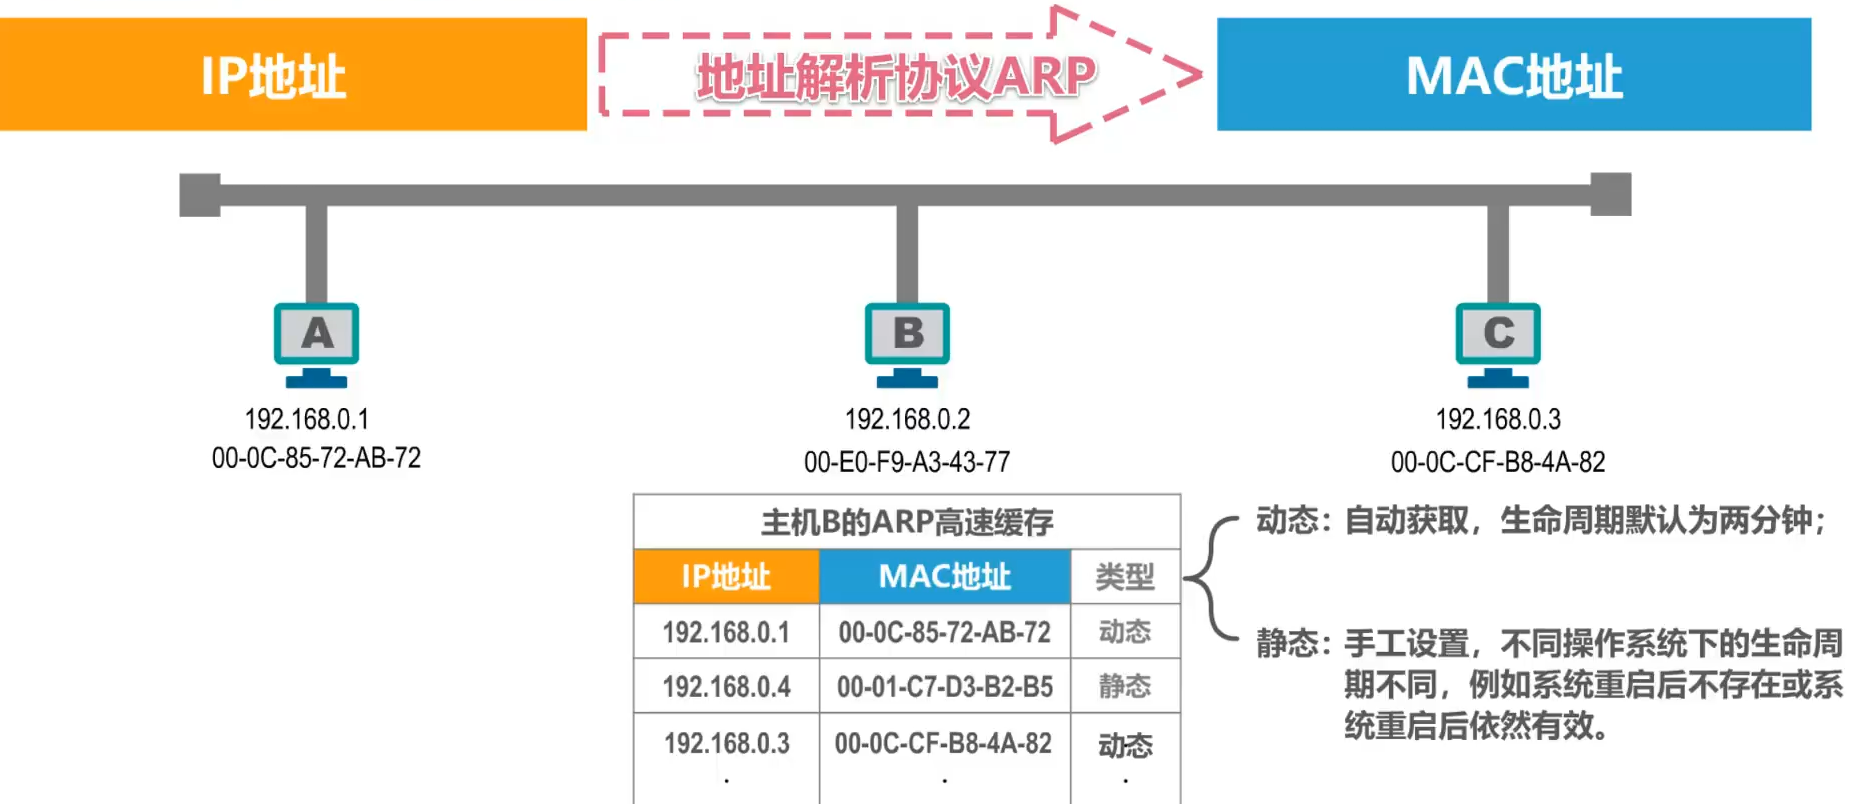 IP地址
地址解析协议ARP
MAC地址
A
B
C
192.168.0.1
00-0C-85-72-AB-72
192.168.0.2
00-E0-F9-A3-43-77
192.168.0.3
00-0C-CF-B8-4A-82
主机B的ARP高速缓存
IP地址 MAC地址 类型
192.168.0.1 00-0C-85-72-AB-72 动态
192.168.0.4 00-01-C7-D3-B2-B5 静态
192.168.0.3 00-0C-CF-B8-4A-82 动态
. . .
动态：自动获取，生命周期默认为两分钟；
静态：手工设置，不同操作系统下的生命周
期不同，例如系统重启后不存在或系
统重启后依然有效。